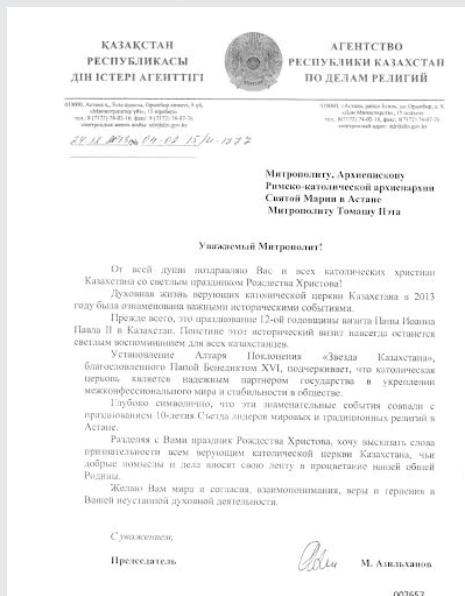 ҚАЗАҚСТАН
РЕСПУБЛИКАСЫ
ДІН ІСТЕРІ АГЕНТТІГІ
АГЕНТСТВО
РЕСПУБЛИКИ КАЗАХСТАН
ПО ДЕЛАМ РЕЛИГИЙ
Митрополиту, Архиепископу
Римско-католической архиепархии
Святой Марии в Астане
Митрополиту Томашу Пэта
Уважаемый Митрополит!
От всей души поздравляю Вас и всех католических христиан
Казахстана со светлым праздником Рождества Христова!
Духовная жизнь верующих католической церкви Казахстана в 2013
году была ознаменована важными историческими событиями.
Прежде всего, это празднование 12-ой годовщины визита Папы Иоанна
Павла II в Казахстан. Поистине этот исторический визит навсегда останется
светлым воспоминанием для всех казахстанцев.
Установление Алтаря Поклонения «Звезда Казахстана»,
благословленного Папой Бенедиктом XVI, подчеркивает, что католическая
церковь является надежным партнером государства в укреплении
межконфессионального мира и стабильности в обществе.
Глубоко символично, что эти знаменательные события совпали с
празднованием 10-летия Съезда лидеров мировых и традиционных религий в
Астане.
Разделяя с Вами праздник Рождества Христова, хочу высказать слова
признательности всем верующим католической церкви Казахстана, чьи
добрые помыслы и дела вносят свою лепту в процветание нашей общей
Родины.
Желаю Вам мира и согласия, взаимопонимания, веры и терпения в
Вашей неустанной духовной деятельности.
С уважением,
Председатель
М. Азильханов
007657